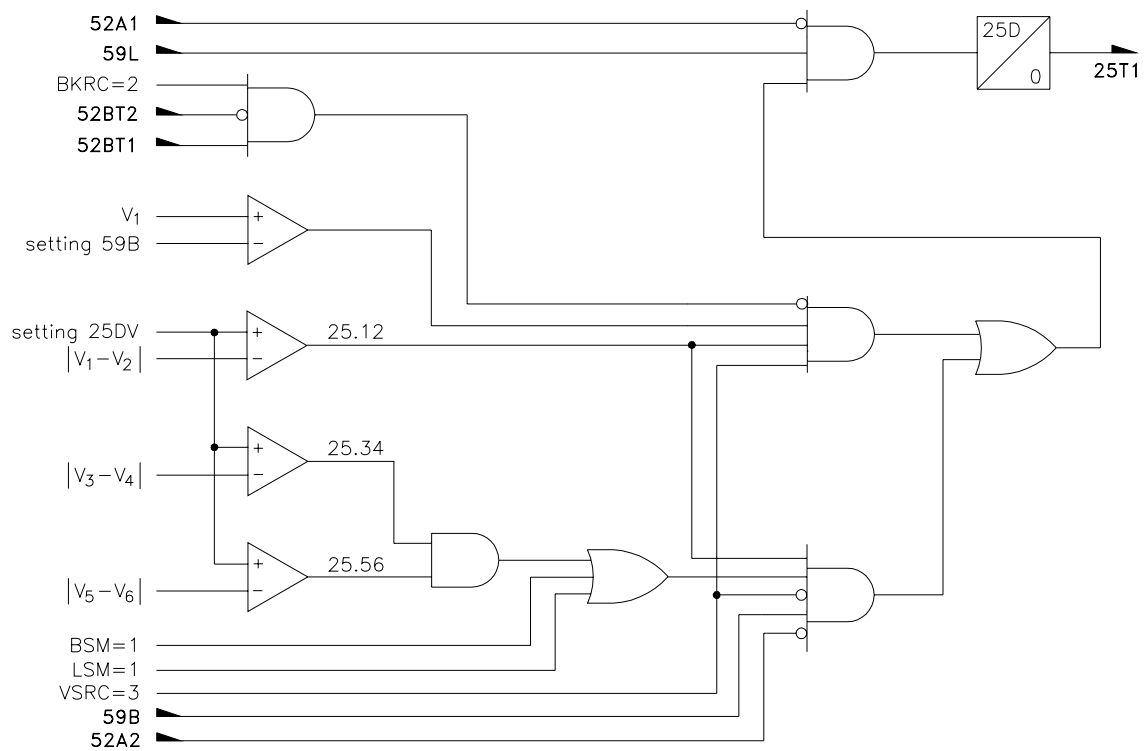 52A1
59L
25D
0
25T1
BKRC=2
52BT2
52BT1
V1
+
setting 59B
−
setting 25DV
+
25.12
|V1−V2|
−
+
25.34
|V3−V4|
−
+
25.56
|V5−V6|
−
BSM=1
LSM=1
VSRC=3
59B
52A2